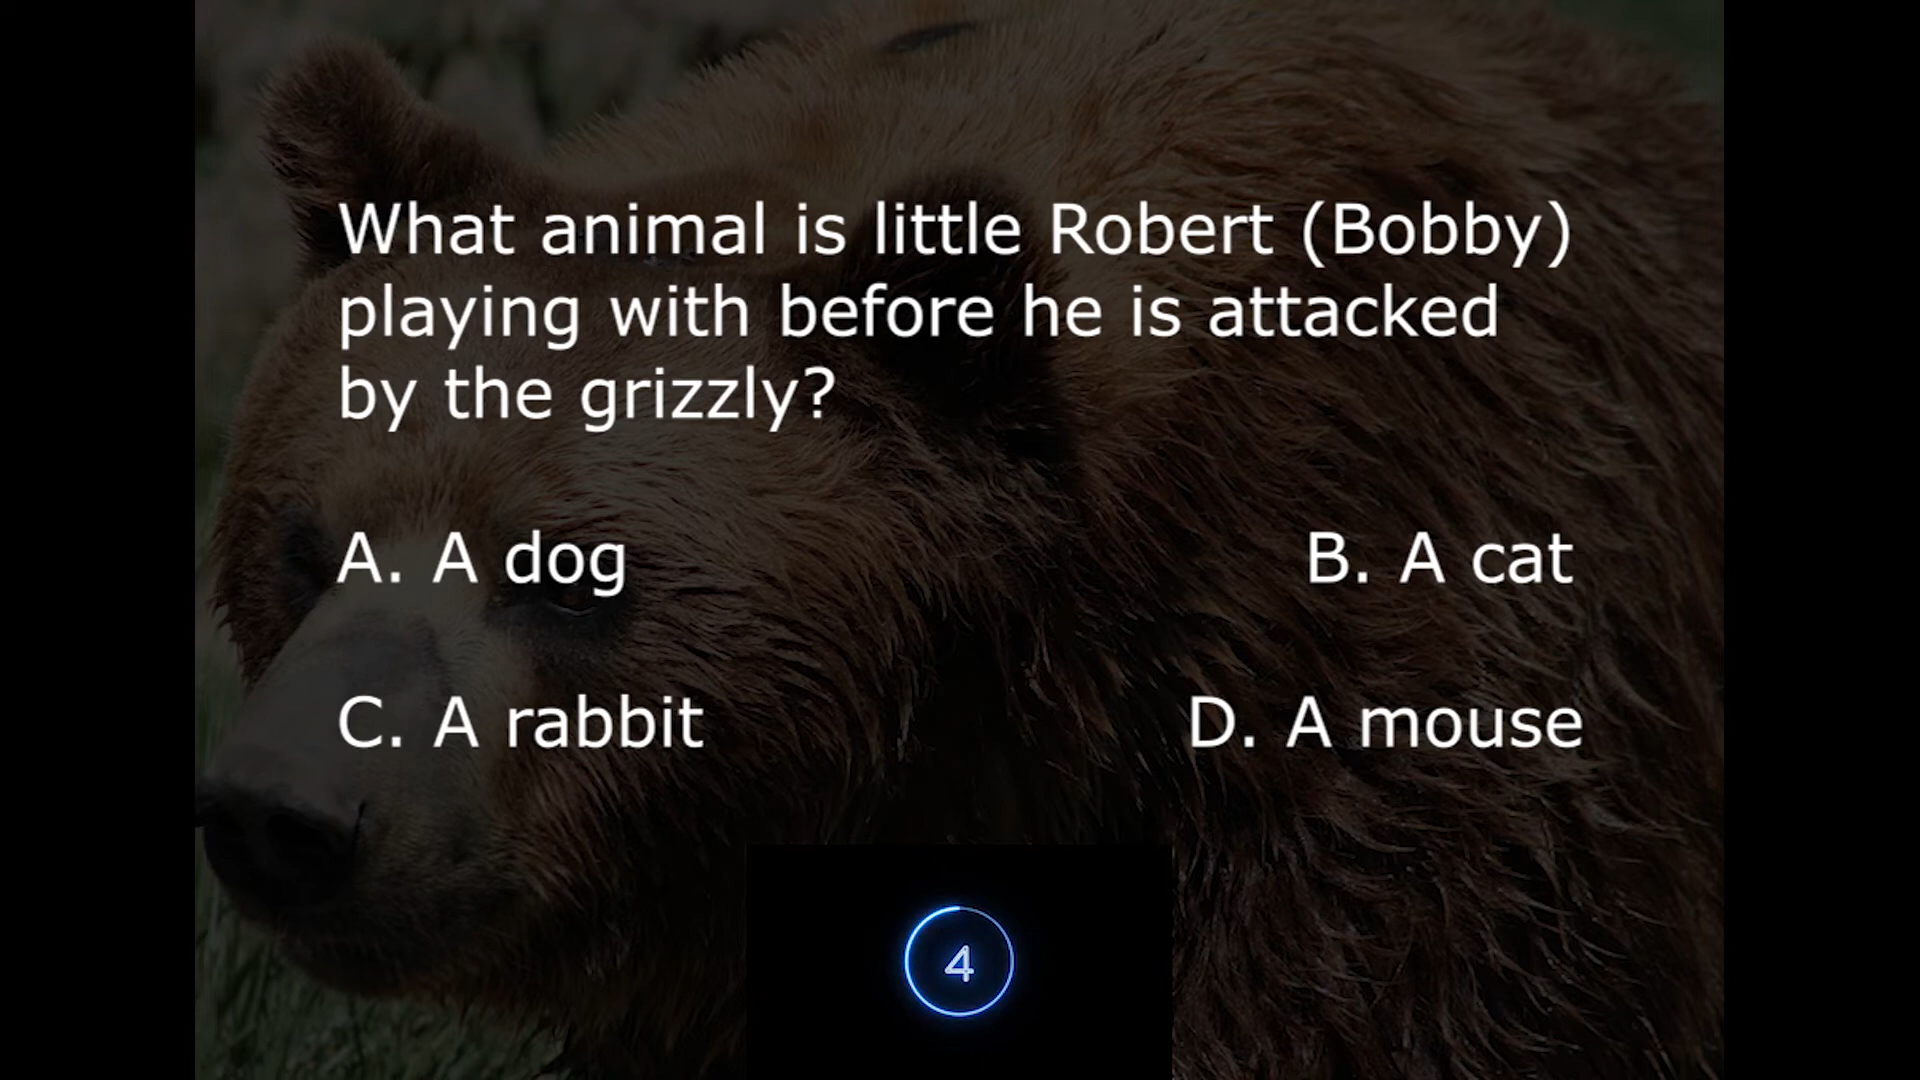 What animal is little Robert (Bobby)
playing with before he is attacked
by the grizzly?
A. A dog
B. A cat
C. A rabbit
D. A mouse
4